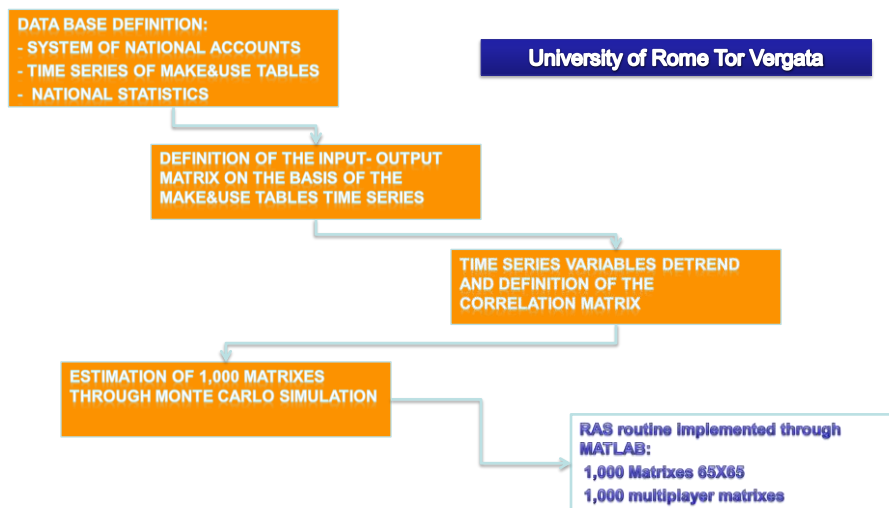 DATA BASE DEFINITION:
- SYSTEM OF NATIONAL ACCOUNTS
- TIME SERIES OF MAKE&USE TABLES
- NATIONAL STATISTICS
University of Rome Tor Vergata
DEFINITION OF THE INPUT- OUTPUT
MATRIX ON THE BASIS OF THE
MAKE&USE TABLES TIME SERIES
TIME SERIES VARIABLES DETREND
AND DEFINITION OF THE
CORRELATION MATRIX
ESTIMATION OF 1,000 MATRIXES
THROUGH MONTE CARLO SIMULATION
RAS routine implemented through
MATLAB:
1,000 Matrixes 65X65
1,000 multiplayer matrixes